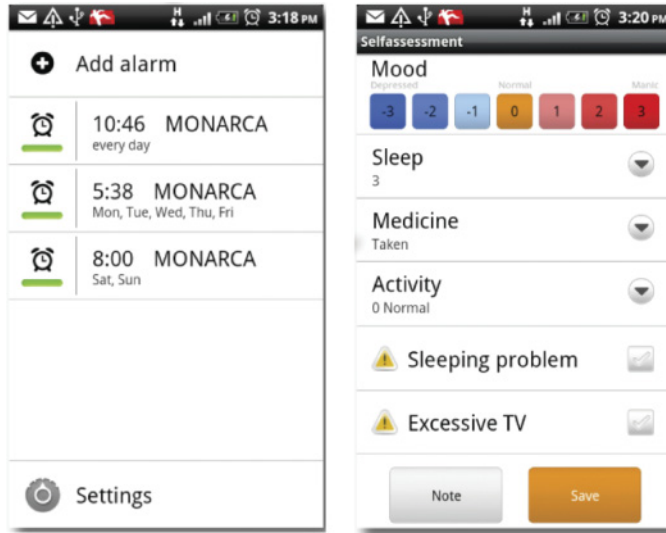 H 3:18 PM
Add alarm
10:46 MONARCA
every day
5:38 MONARCA
Mon, Tue, Wed, Thu, Fri
8:00 MONARCA
Sat, Sun
Settings
H 3:20 PM
Selfassessment
Mood
Depressed Normal Manic
-3 -2 -1 0 1 2 3
Sleep
3
Medicine
Taken
Activity
0 Normal
Sleeping problem
Excessive TV
Note Save